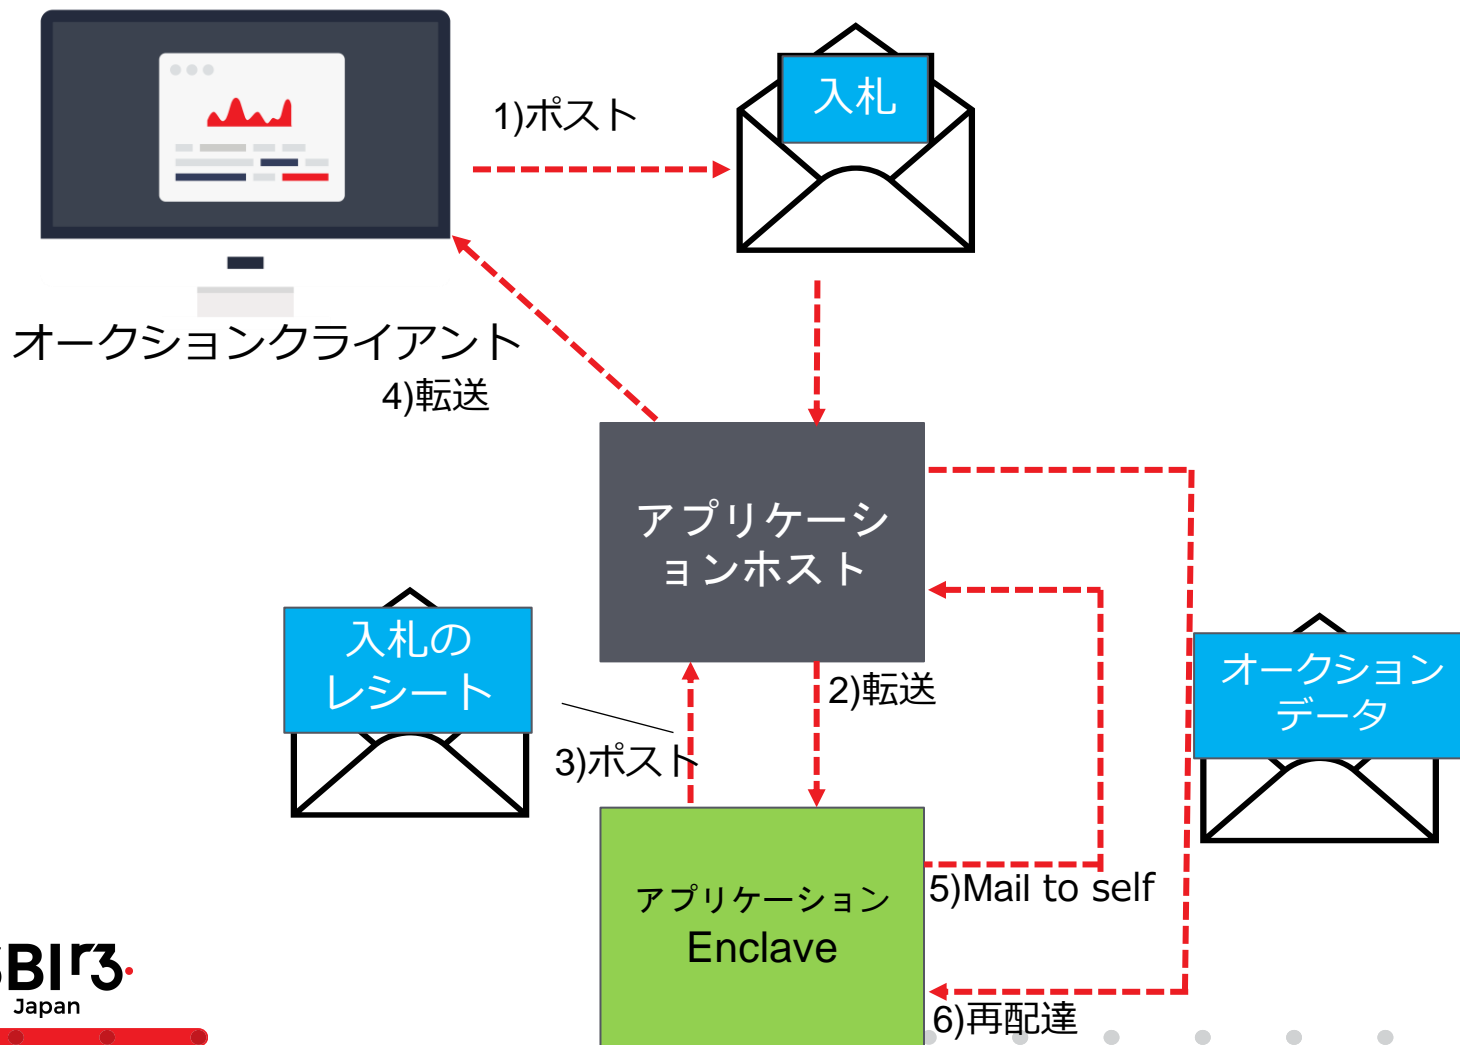 入札
1)ポスト
オークションクライアント
4)転送
アプリケーシ
ョンホスト
入札の
レシート
2)転送
オークション
データ
3)ポスト
アプリケーション
Enclave
5)Mail to self
6)再配達
SBI r3.
Japan